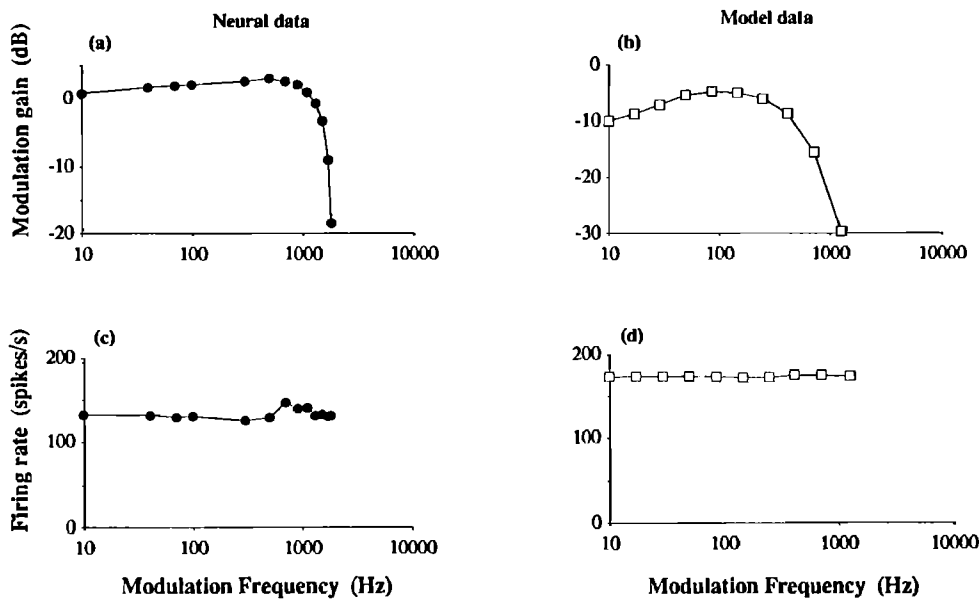 Neural data
Model data
(a)
(b)
Modulation gain (dB)
0
-10
-20
10
100
1000
10000
0
-10
-20
-30
10
100
1000
10000
(c)
(d)
Firing rate (spikes/s)
200
100
0
10
100
1000
10000
200
100
0
10
100
1000
10000
Modulation Frequency (Hz)
Modulation Frequency (Hz)